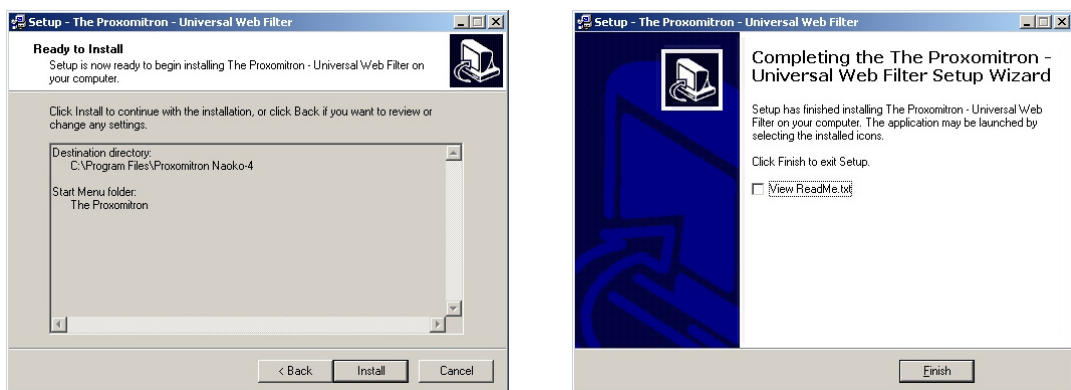 Setup - The Proxomitron - Universal Web Filter
Ready to Install
Setup is now ready to begin installing The Proxomitron - Universal Web Filter on
your computer.
Click Install to continue with the installation, or click Back if you want to review or
change any settings.
Destination directory:
C:\Program Files\Proxomitron Naoko-4
Start Menu folder:
The Proxomitron
< Back
Install
Cancel
Setup - The Proxomitron - Universal Web Filter
Completing the The Proxomitron -
Universal Web Filter Setup Wizard
Setup has finished installing The Proxomitron - Universal Web
Filter on your computer. The application may be launched by
selecting the installed icons.
Click Finish to exit Setup.
View ReadMe.txt
Finish